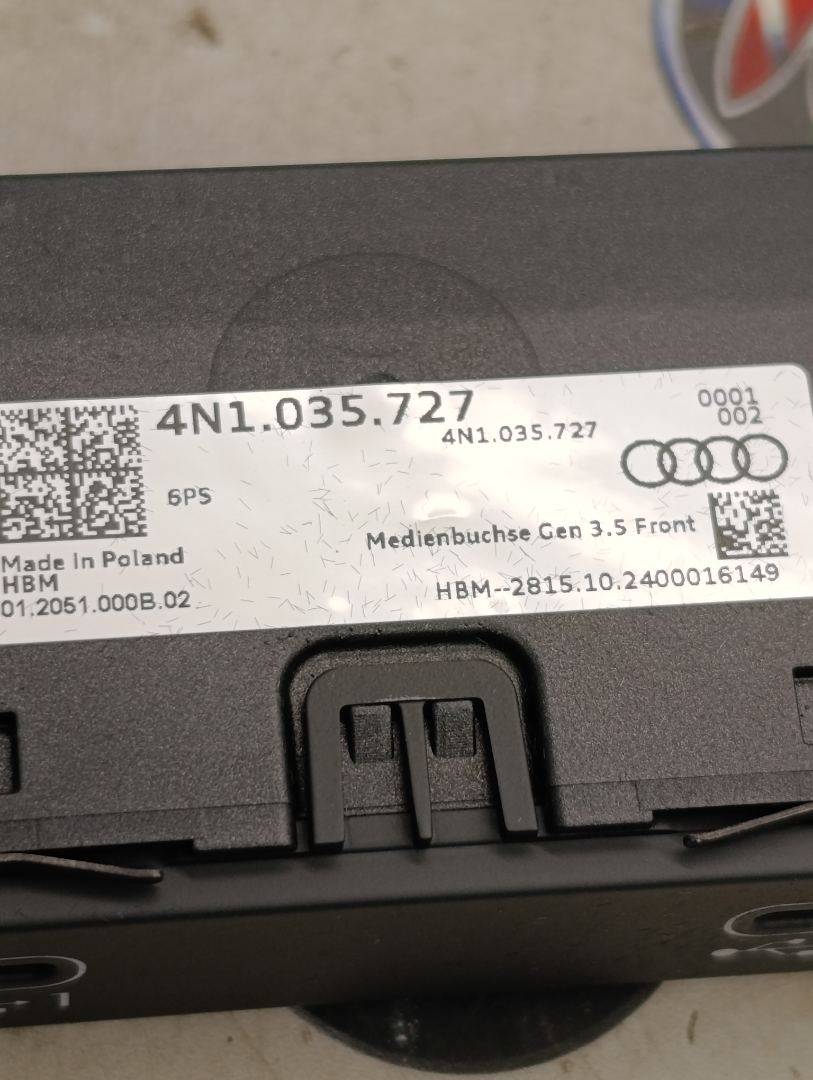 4N1.035.727
4N1.035.727
0001
002
6PS
Medienbuchse Gen 3.5 Front
Made in Poland
HBM
01.2051.000B.02
HBM--2815.10.2400016149